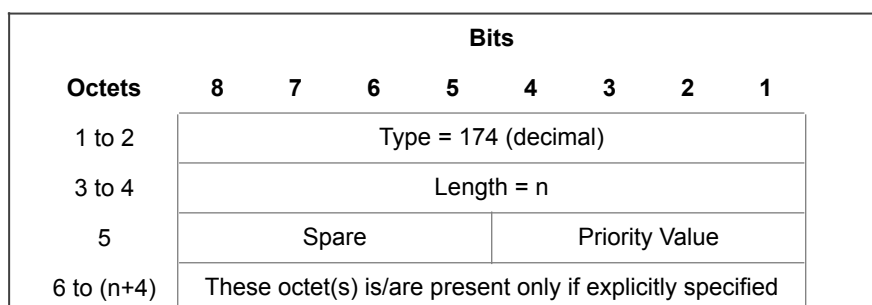 Bits
Octets 8 7 6 5 4 3 2 1
1 to 2 Type = 174 (decimal)
3 to 4 Length = n
5 Spare Priority Value
6 to (n+4) These octet(s) is/are present only if explicitly specified